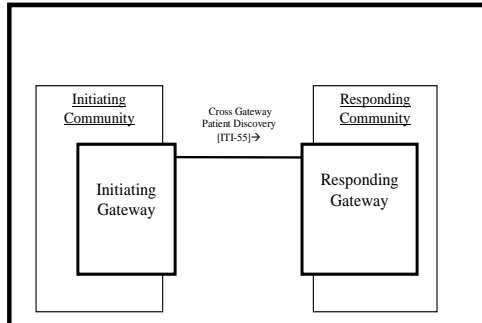 Initiating
Community
Cross Gateway
Patient Discovery
[ITI-55]→
Responding
Community
Initiating
Gateway
Responding
Gateway